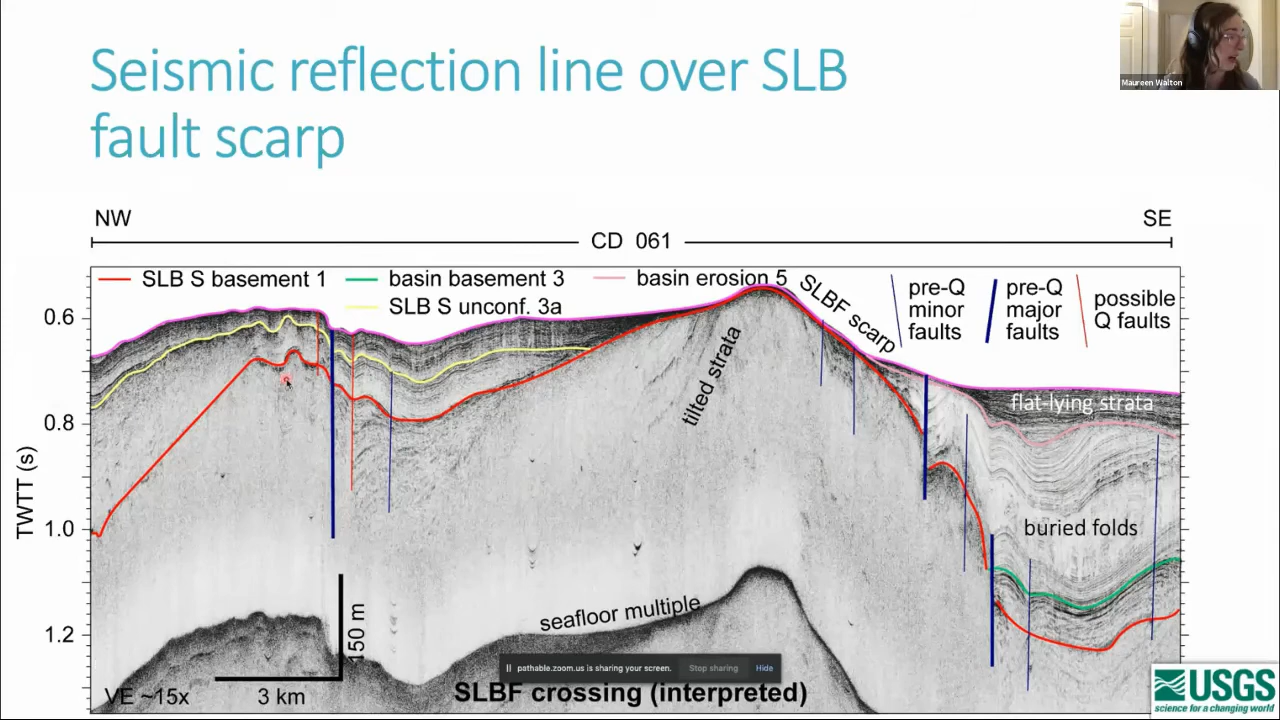 Seismic reflection line over SLB
fault scarp
Maureen Walton
NW
SE
CD 061
SLB S basement 1
basin basement 3
basin erosion 5
SLB S unconf. 3a
pre-Q
minor
faults
pre-Q
major
faults
possible
Q faults
SLBF scarp
tilted strata
flat-lying strata
buried folds
TWTT (s)
0.6
0.8
1.0
1.2
seafloor multiple
150 m
3 km
VE ~15x
SLBF crossing (interpreted)
pathable.zoom.us is sharing your screen.
Stop sharing
Hide
USGS
science for a changing world